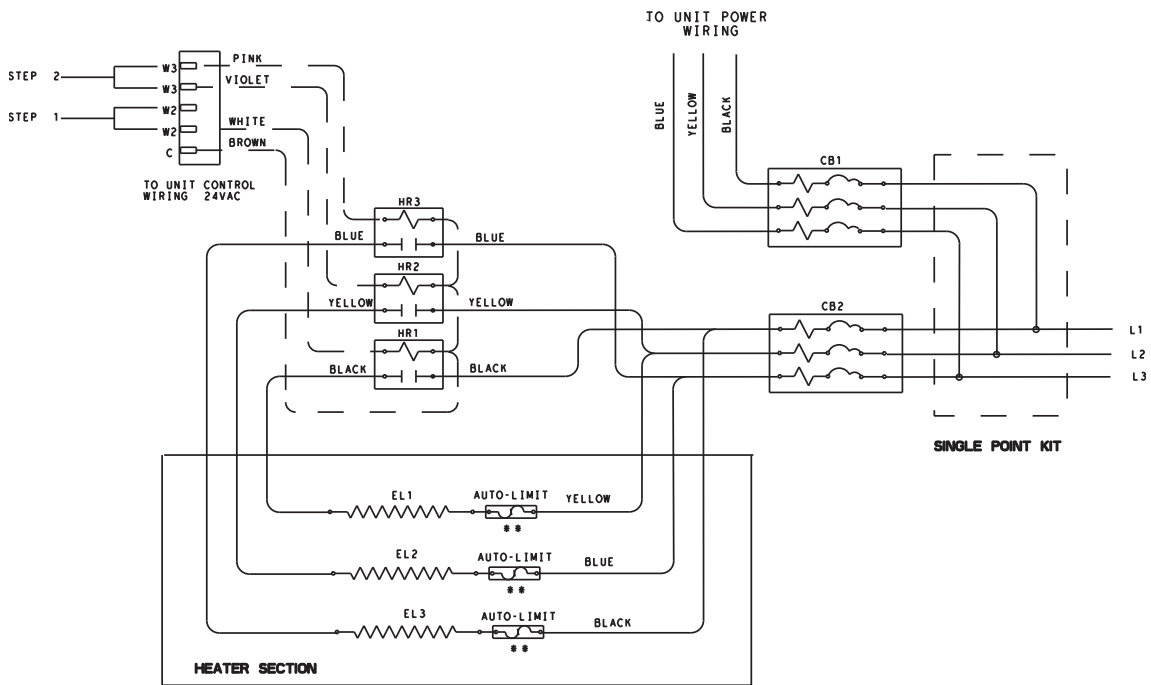 TO UNIT POWER
WIRING
STEP 2
W3
PINK
W3
VIOLET
STEP 1
W2
W2
WHITE
C
BROWN
TO UNIT CONTROL
WIRING 24VAC
BLUE
YELLOW
BLACK
CB1
HR3
BLUE
BLUE
HR2
YELLOW
YELLOW
HR1
BLACK
BLACK
CB2
L1
L2
L3
SINGLE POINT KIT
EL1
AUTO-LIMIT
YELLOW
**
EL2
AUTO-LIMIT
BLUE
**
EL3
AUTO-LIMIT
BLACK
**
HEATER SECTION